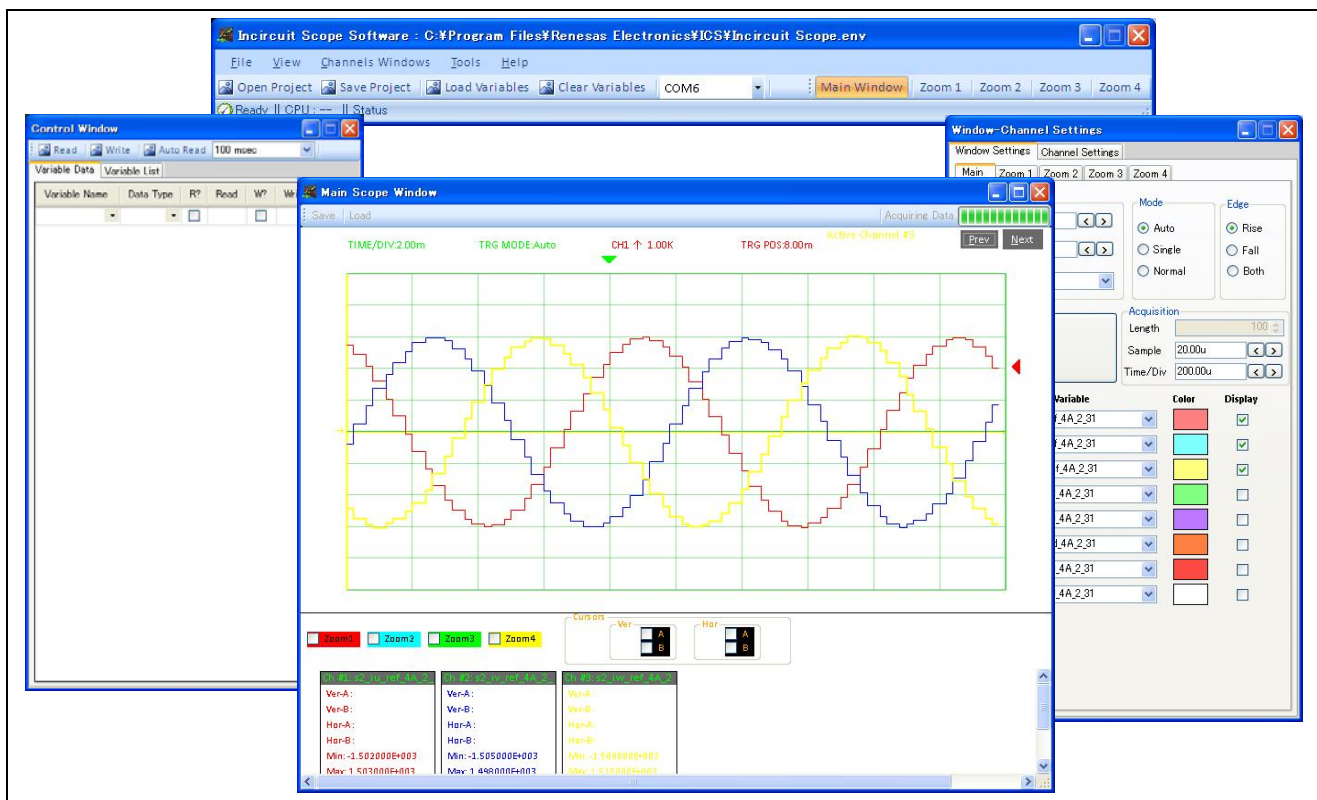 Incircuit Scope Software : C:¥Program Files¥Renesas Electronics¥ICS¥Incircuit Scope.env
File View Channels Windows Tools Help
Open Project Save Project Load Variables Clear Variables COM6 Main Window Zoom 1 Zoom 2 Zoom 3 Zoom 4
Ready || CPU : -- || Status
Control Window
Read Write Auto Read 100 msec
Variable Data Variable List
Variable Name Data Type R? Read W?
Window-Channel Settings
Window Settings Channel Settings
Main Zoom 1 Zoom 2 Zoom 3 Zoom 4
Mode Edge
Auto Rise
Single Fall
Normal Both
Acquisition
Length 100
Sample 20.00u
Time/Div 200.00u
Variable Color Display
f_4A_2_31
f_4A_2_31
f_4A_2_31
_4A_2_31
_4A_2_31
_4A_2_31
_4A_2_31
_4A_2_31
Main Scope Window
Save Load Acquiring Data
TIME/DIV:2.00m TRG MODE:Auto CH1 ↑ 1.00K TRG POS:8.00m Active Channel #3 Prev Next
Zoom1 Zoom2 Zoom3 Zoom4
Cursors
Ver A B Hor A B
Ch #1: s2_iu_ref_4A_2_ Ch #2: s2_iv_ref_4A_2_ Ch #3: s2_iw_ref_4A_2
Ver-A : Ver-A : Ver-A :
Ver-B : Ver-B : Ver-B :
Hor-A : Hor-A : Hor-A :
Hor-B : Hor-B : Hor-B :
Min: -1.502000E+003 Min: -1.505000E+003
Max: 1.503000E+003 Max: 1.498000E+003